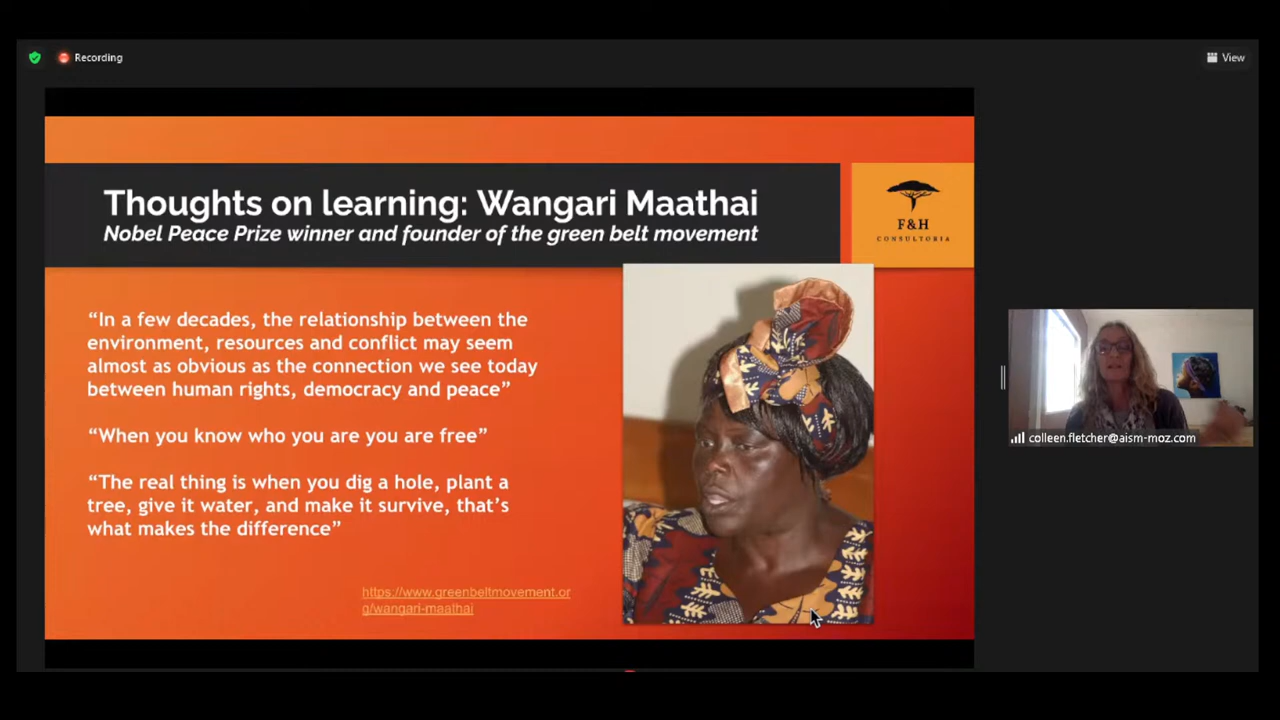 Recording
View
Thoughts on learning: Wangari Maathai
Nobel Peace Prize winner and founder of the green belt movement
F&H
CONSULTORIA
“In a few decades, the relationship between the
environment, resources and conflict may seem
almost as obvious as the connection we see today
between human rights, democracy and peace”
“When you know who you are you are free”
“The real thing is when you dig a hole, plant a
tree, give it water, and make it survive, that’s
what makes the difference”
https://www.greenbeltmovement.or
g/wangari-maathai
colleen.fletcher@aism-moz.com